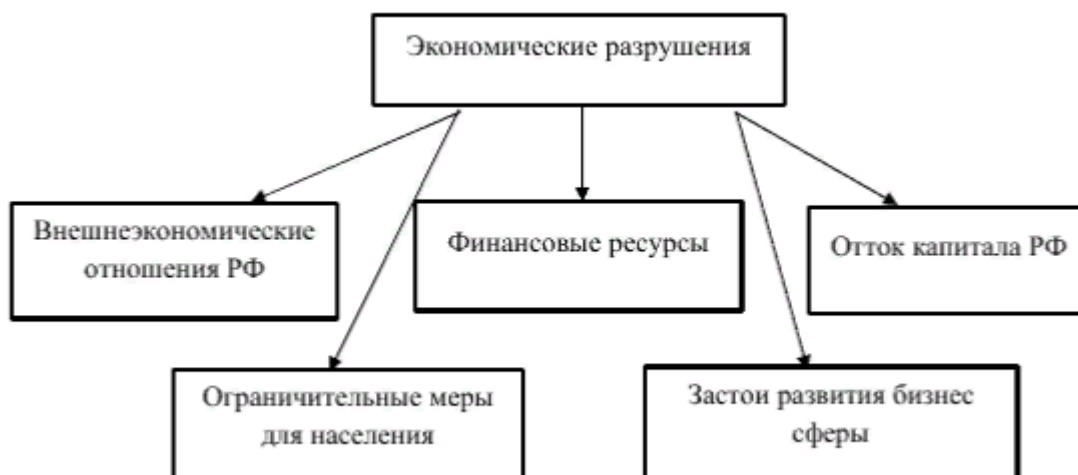 Экономические разрушения
Внешнеэкономические
отношения РФ
Финансовые ресурсы
Отток капитала РФ
Ограничительные меры
для населения
Застои развития бизнес
сферы